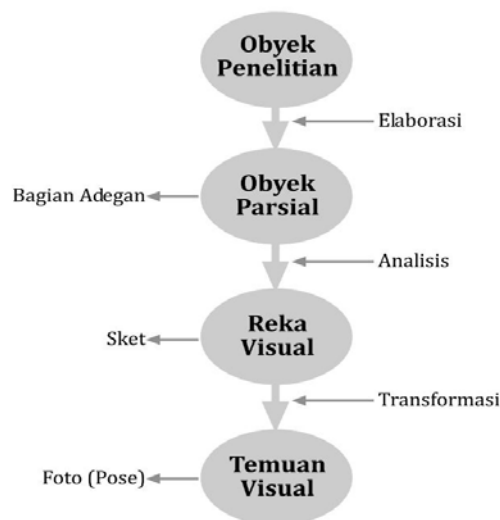 Obyek
Penelitian
Elaborasi
Obyek
Parsial
Bagian Adegan
Analisis
Reka
Visual
Sket
Transformasi
Temuan
Visual
Foto (Pose)